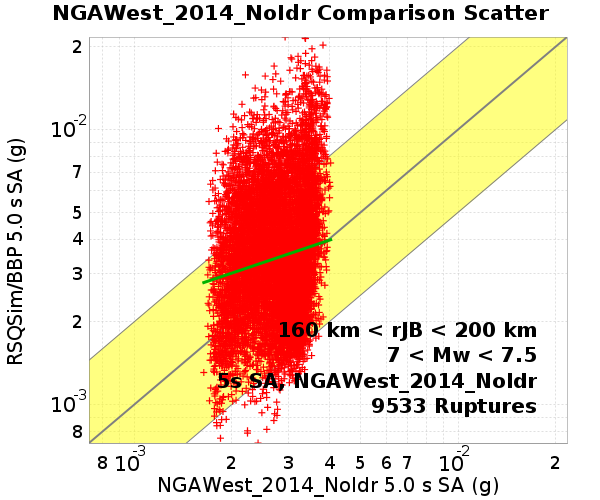 NGAWest_2014_NoIdr Comparison Scatter
RSQSim/BBP 5.0 s SA (g)
2
10-2
7
5
4
3
2
10-3
8
160 km < rJB < 200 km
7 < Mw < 7.5
5s SA, NGAWest_2014_NoIdr
9533 Ruptures
8 10-3 2 3 4 5 6 7 10-2 2
NGAWest_2014_NoIdr 5.0 s SA (g)